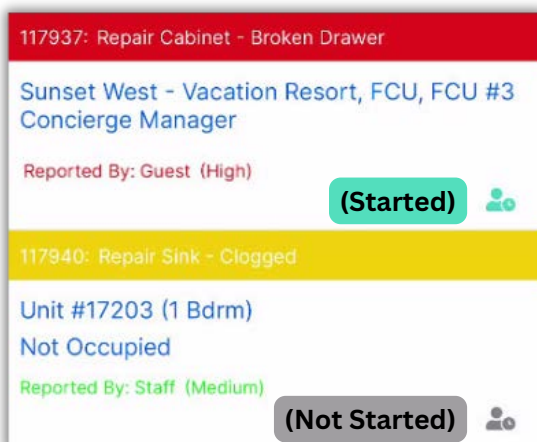 117937: Repair Cabinet - Broken Drawer
Sunset West - Vacation Resort, FCU, FCU #3
Concierge Manager
Reported By: Guest (High)
(Started)
117940: Repair Sink - Clogged
Unit #17203 (1 Bdrm)
Not Occupied
Reported By: Staff (Medium)
(Not Started)